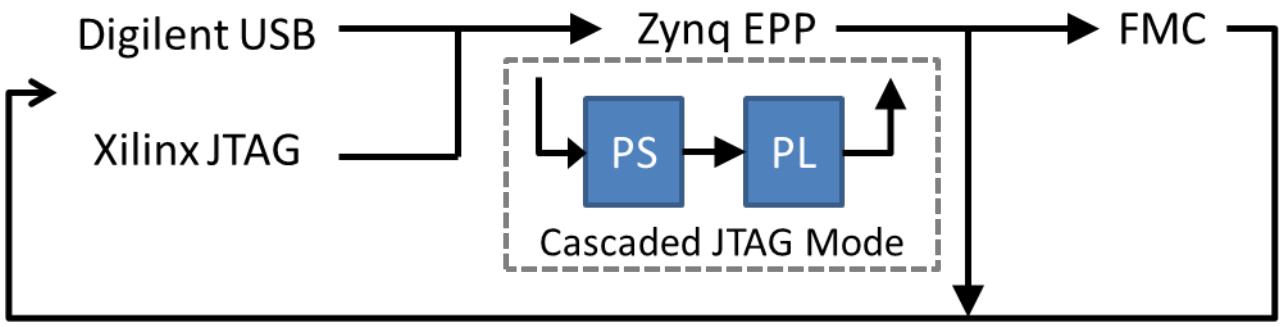 Digilent USB
Zynq EPP
FMC
Xilinx JTAG
PS
PL
Cascaded JTAG Mode